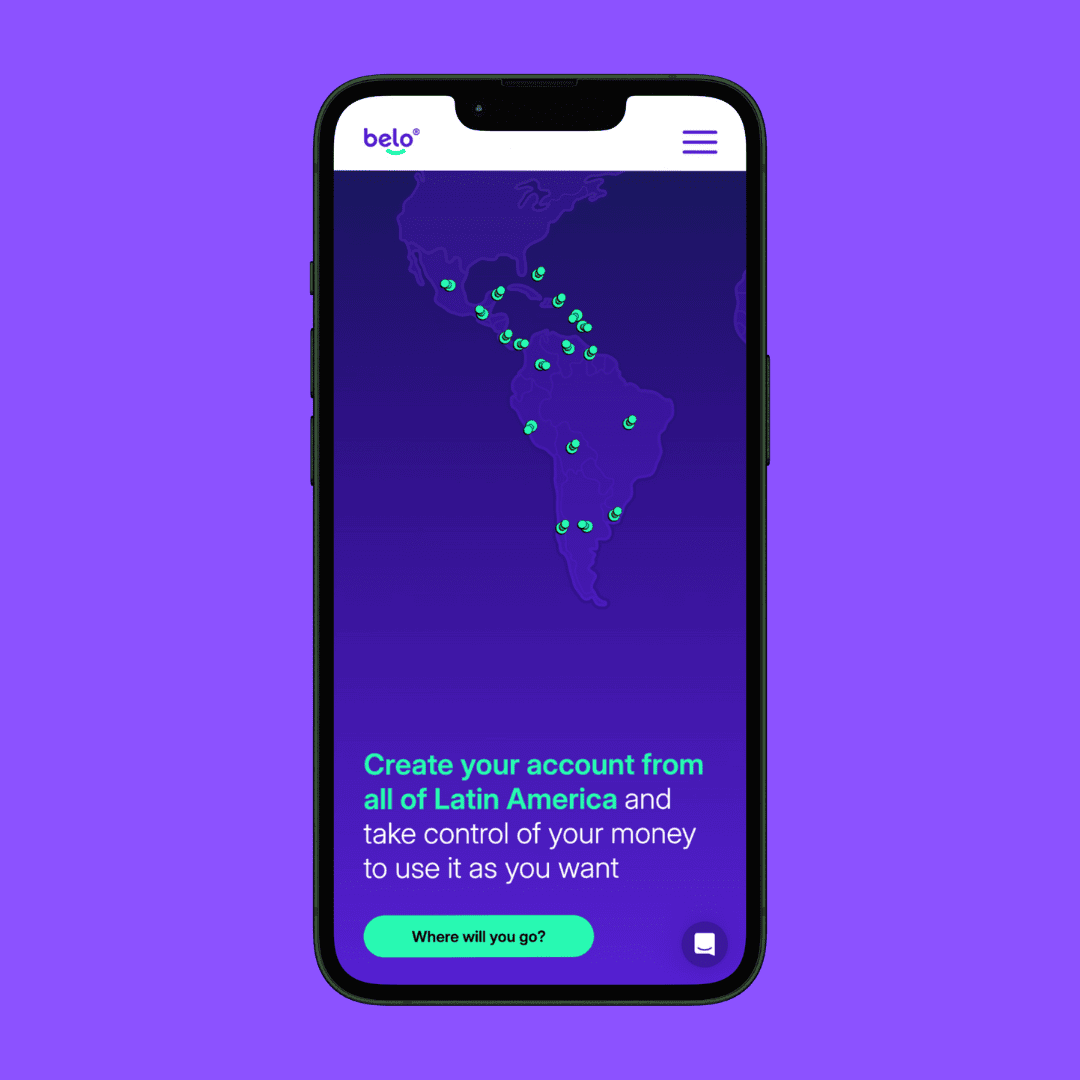 belo®
Create your account from
all of Latin America and
take control of your money
to use it as you want
Where will you go?